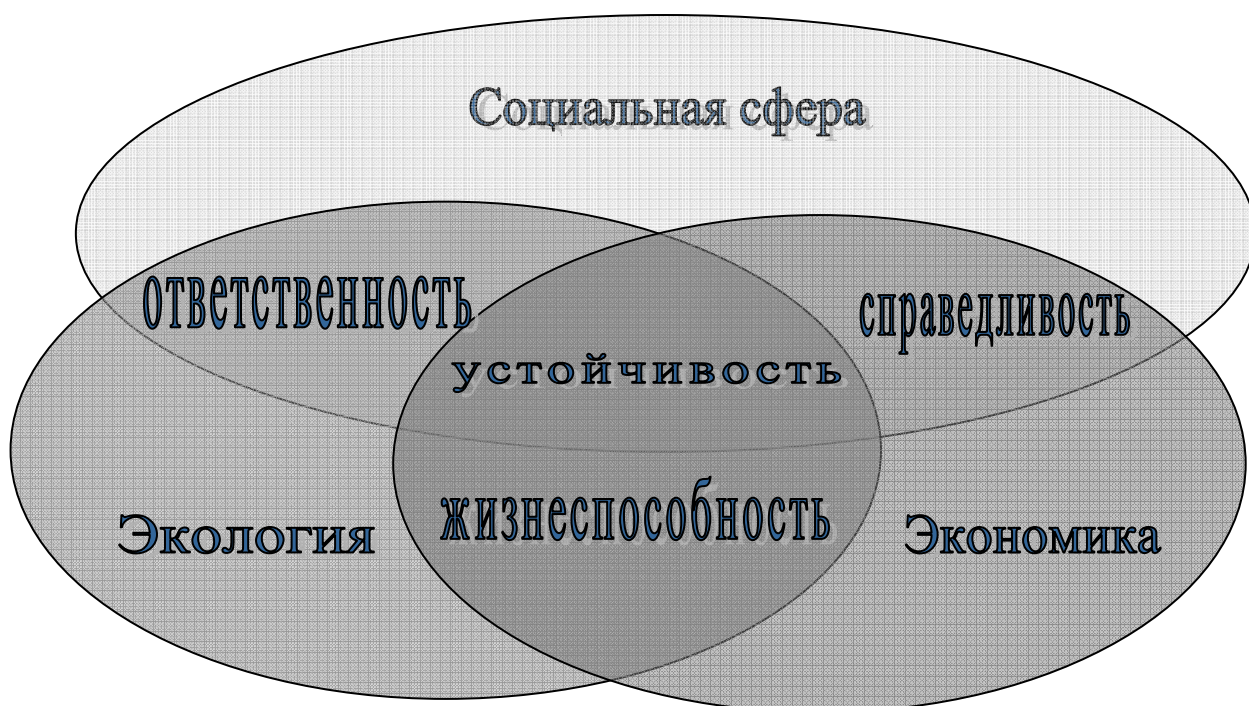 Социальная сфера
ответственность
справедливость
устойчивость
жизнеспособность
Экология
Экономика